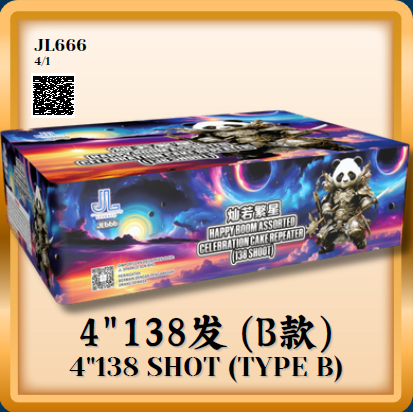 JL666
4/1
JL
JL666
灿若繁星
HAPPY BOOM ASSORTED
CELEBRATION CAKE REPEATER
(138 SHOOT)
4"138发 (B款)
4"138 SHOT (TYPE B)